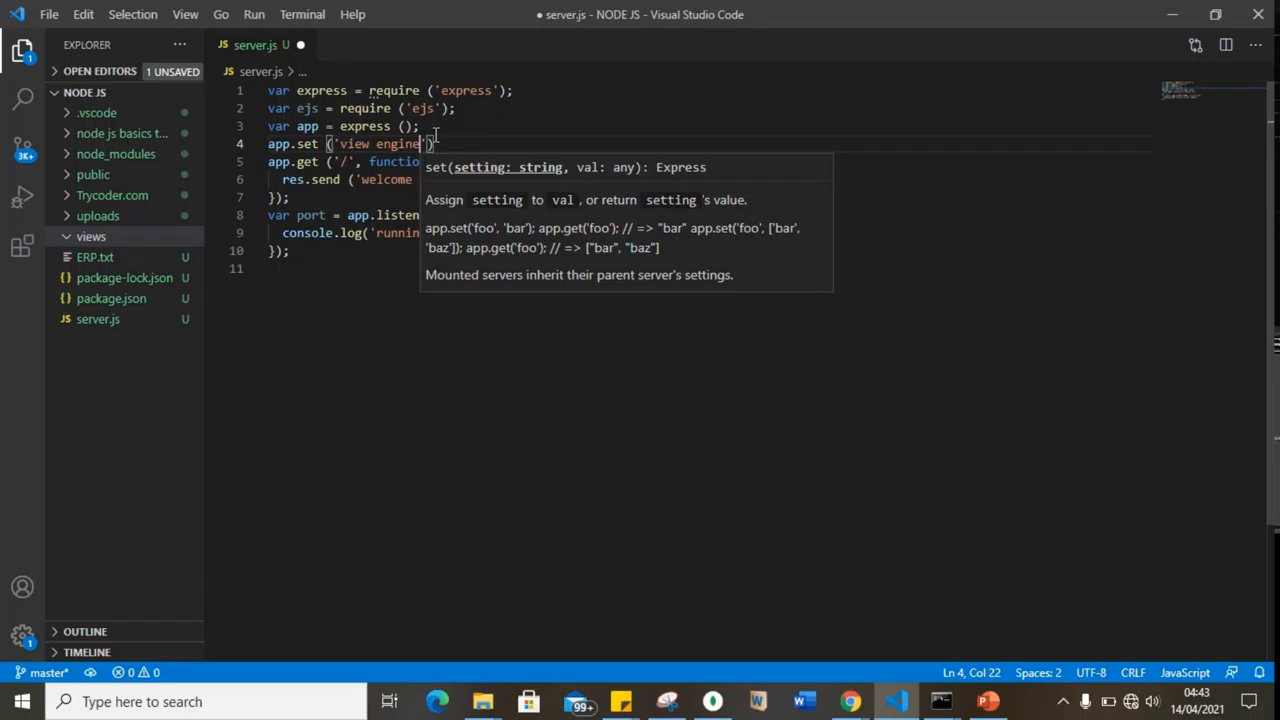 File Edit Selection View Go Run Terminal Help
● server.js - NODE JS - Visual Studio Code
EXPLORER
OPEN EDITORS 1 UNSAVED
NODE JS
.vscode
node js basics t...
node_modules
public
Trycoder.com
uploads
views
ERP.txt U
{} package-lock.json U
{} package.json U
JS server.js U
OUTLINE
TIMELINE
1
3K+
1
JS server.js U ●
JS server.js > ...
1 var express = require ('express');
2 var ejs = require ('ejs');
3 var app = express ();
4 app.set ('view engine')
5 app.get ('/', functio
6 res.send ('welcome
7 });
8 var port = app.listen
9 console.log('runnin
10 });
11
set(setting: string, val: any): Express
Assign setting to val, or return setting's value.
app.set('foo', 'bar'); app.get('foo'); // => "bar" app.set('foo', ['bar',
'baz']); app.get('foo'); // => ["bar", "baz"]
Mounted servers inherit their parent server's settings.
master* 0 0
Ln 4, Col 22 Spaces: 2 UTF-8 CRLF JavaScript
Type here to search
99+
04:43
14/04/2021